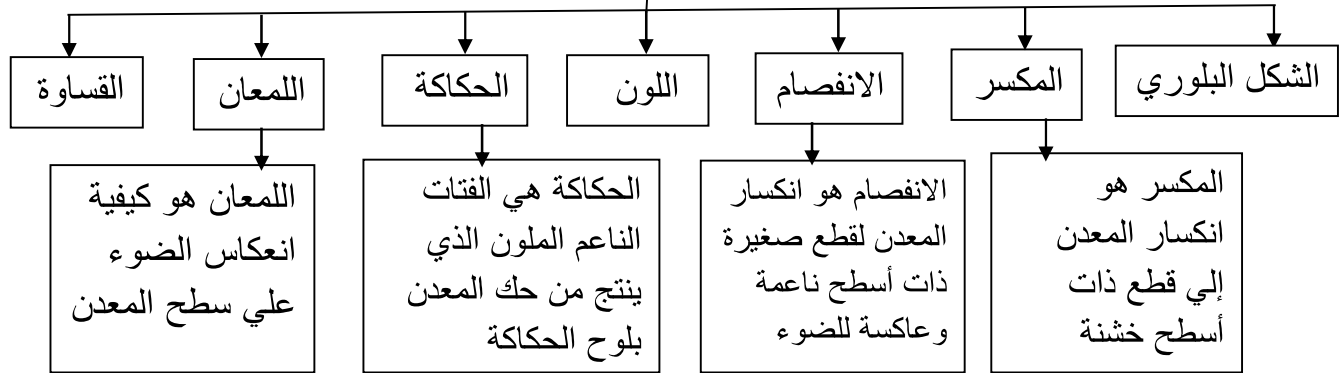 الشكل البلوري
المكسر
الانفصام
اللون
الحكاكة
اللمعان
القساوة
المكسر هو
انكسار المعدن
إلي قطع ذات
أسطح خشنة
الانفصام هو انكسار
المعدن لقطع صغيرة
ذات أسطح ناعمة
وعاكسة للضوء
الحكاكة هي الفتات
الناعم الملون الذي
ينتج من حك المعدن
بلوح الحكاكة
اللمعان هو كيفية
انعكاس الضوء
علي سطح المعدن